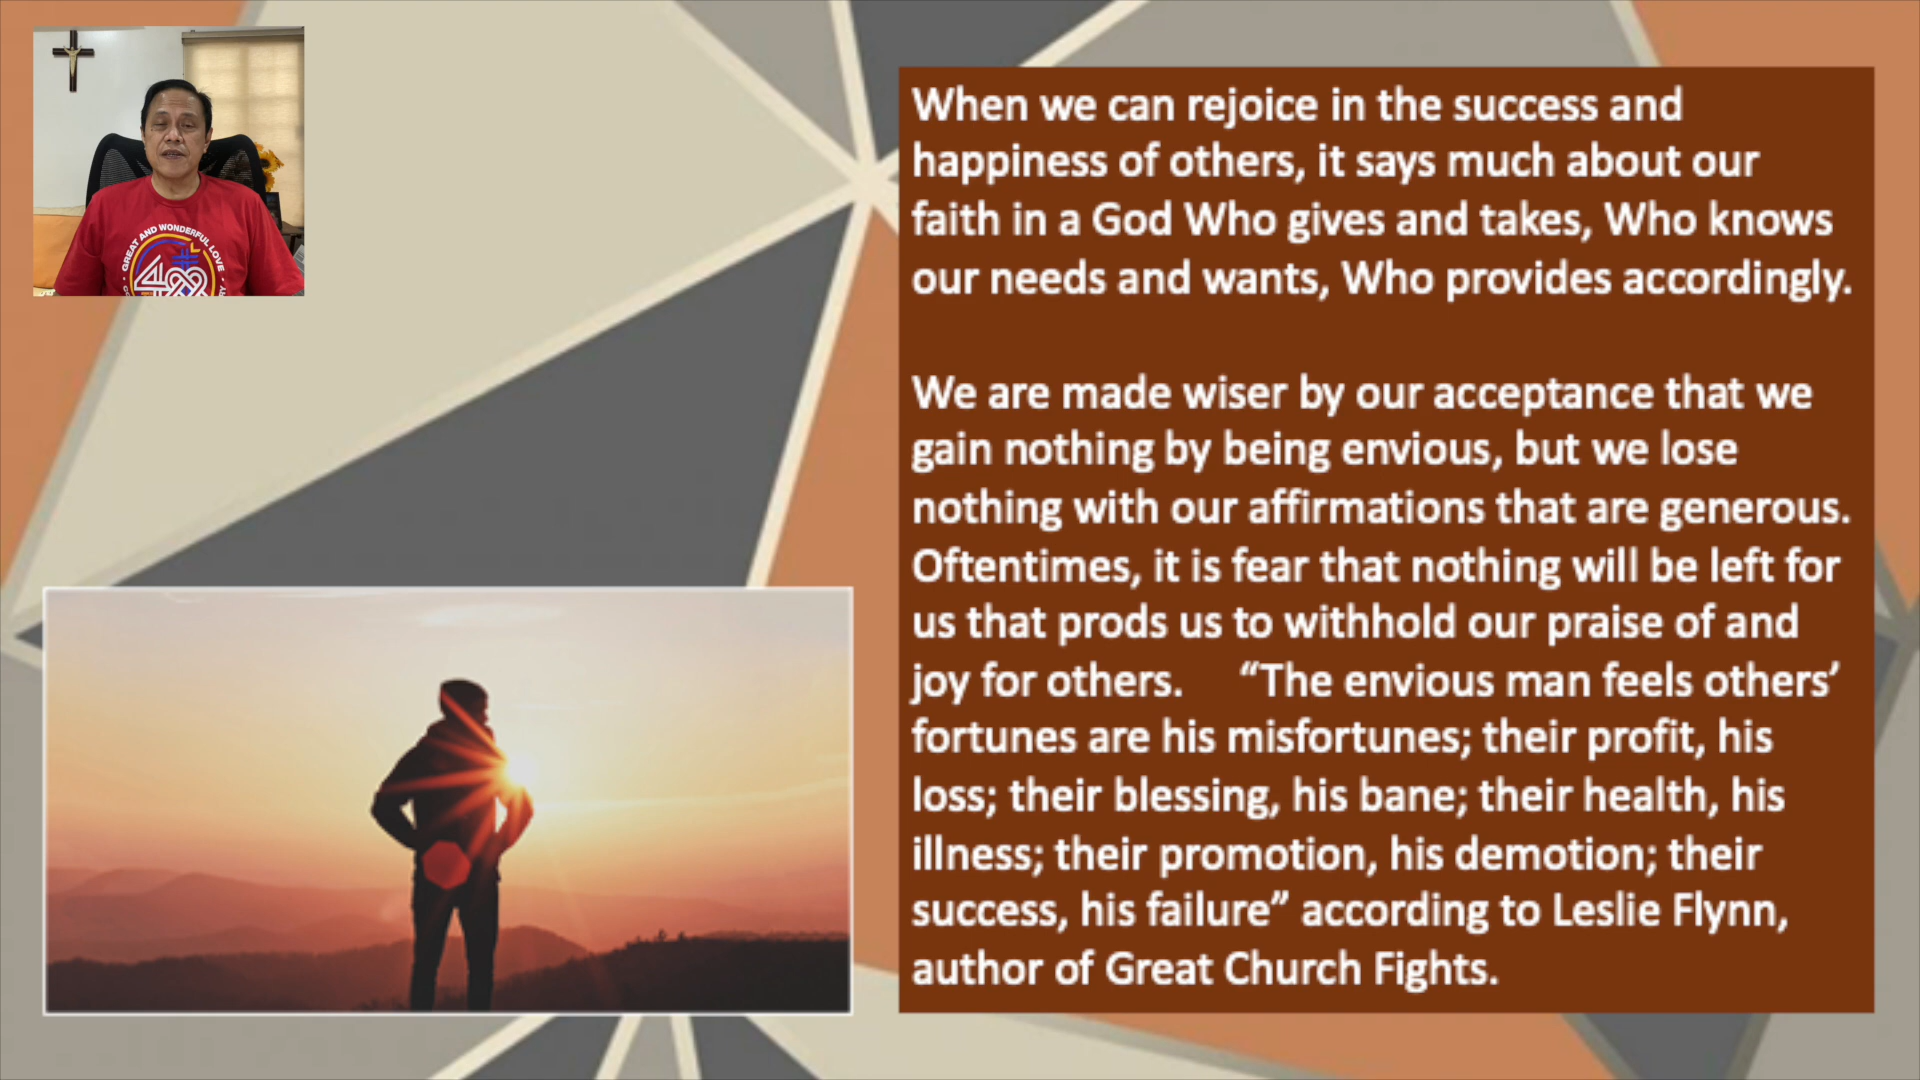 GREAT AND WONDERFUL LOVE
When we can rejoice in the success and
happiness of others, it says much about our
faith in a God Who gives and takes, Who knows
our needs and wants, Who provides accordingly.
We are made wiser by our acceptance that we
gain nothing by being envious, but we lose
nothing with our affirmations that are generous.
Oftentimes, it is fear that nothing will be left for
us that prods us to withhold our praise of and
joy for others. “The envious man feels others’
fortunes are his misfortunes; their profit, his
loss; their blessing, his bane; their health, his
illness; their promotion, his demotion; their
success, his failure” according to Leslie Flynn,
author of Great Church Fights.